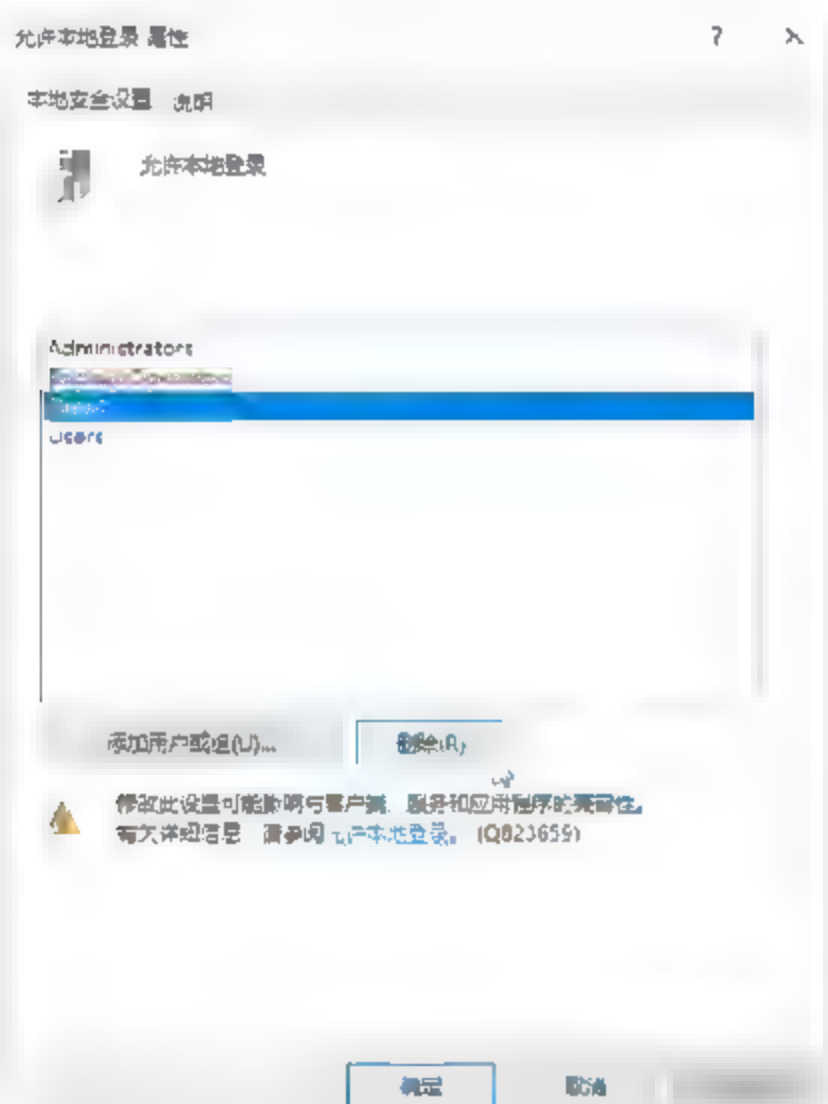 允许本地登录 属性
本地安全设置 说明
允许本地登录
Administrators
Users
添加用户或组(U)...
删除(R)
修改此设置可能影响与客户端、服务和应用程序的兼容性。
有关详细信息，请参阅允许本地登录。 (Q823659)
确定
取消